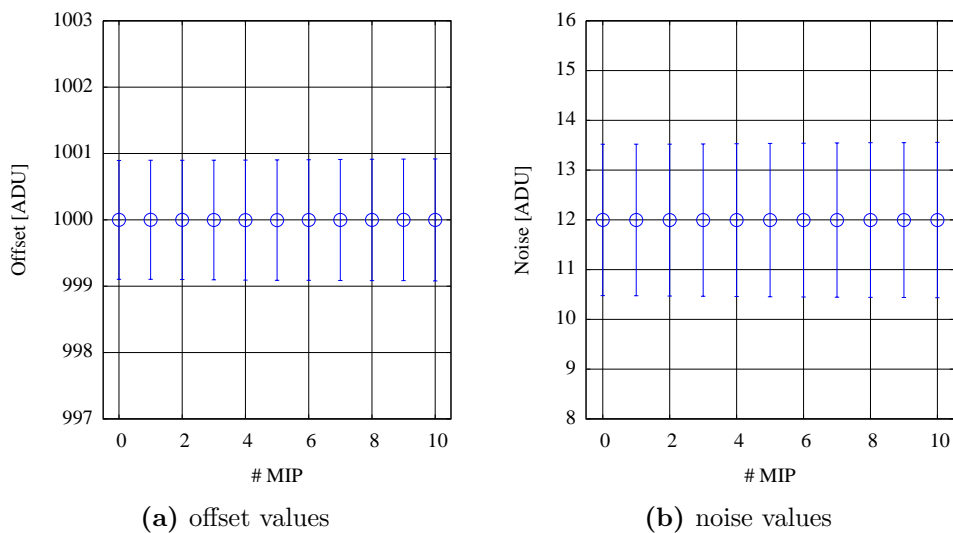 1003
1002
1001
1000
999
998
997
Offset [ADU]
0 2 4 6 8 10
# MIP
(a) offset values
16
15
14
13
12
11
10
9
8
Noise [ADU]
0 2 4 6 8 10
# MIP
(b) noise values